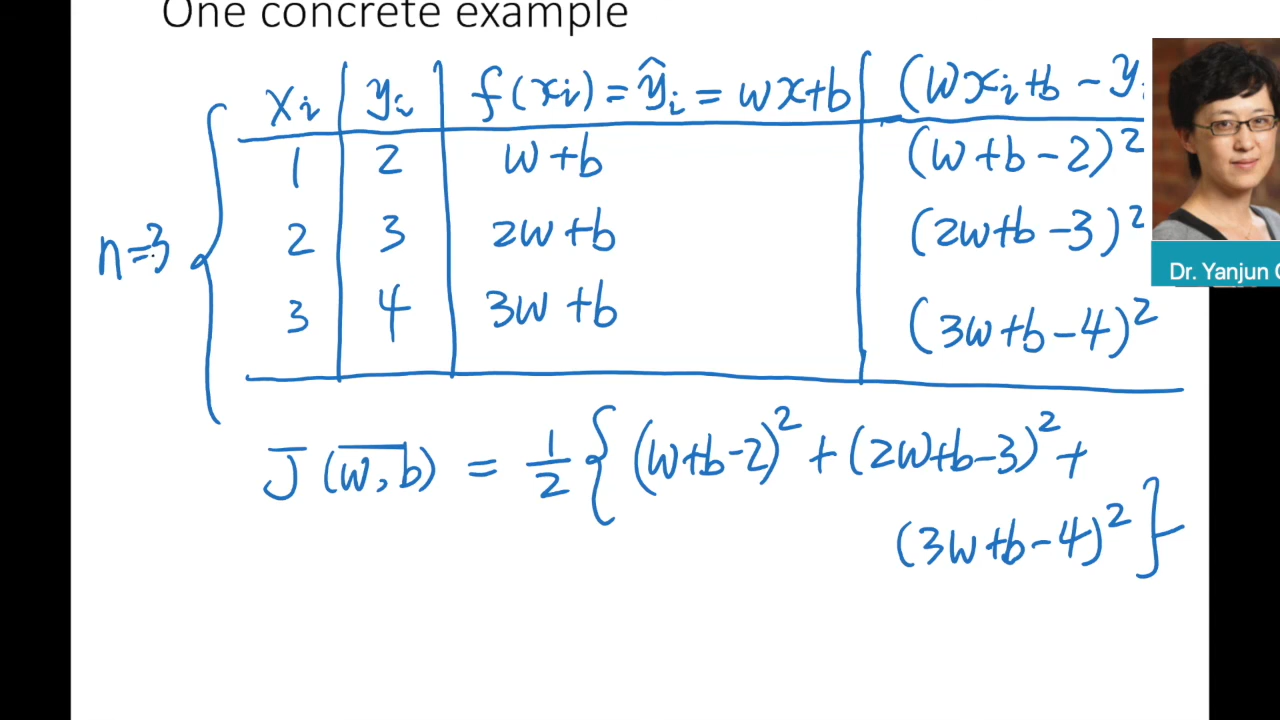 One concrete example
xi | yi | f(xi) = ŷi = wx+b | (wxi+b - yi
1 | 2 | w+b | (w+b-2)²
2 | 3 | 2w+b | (2w+b-3)²
n=3
3 | 4 | 3w+b | (3w+b-4)²
J(w,b) = 1/2 { (w+b-2)² + (2w+b-3)² +
(3w+b-4)² }
Dr. Yanjun